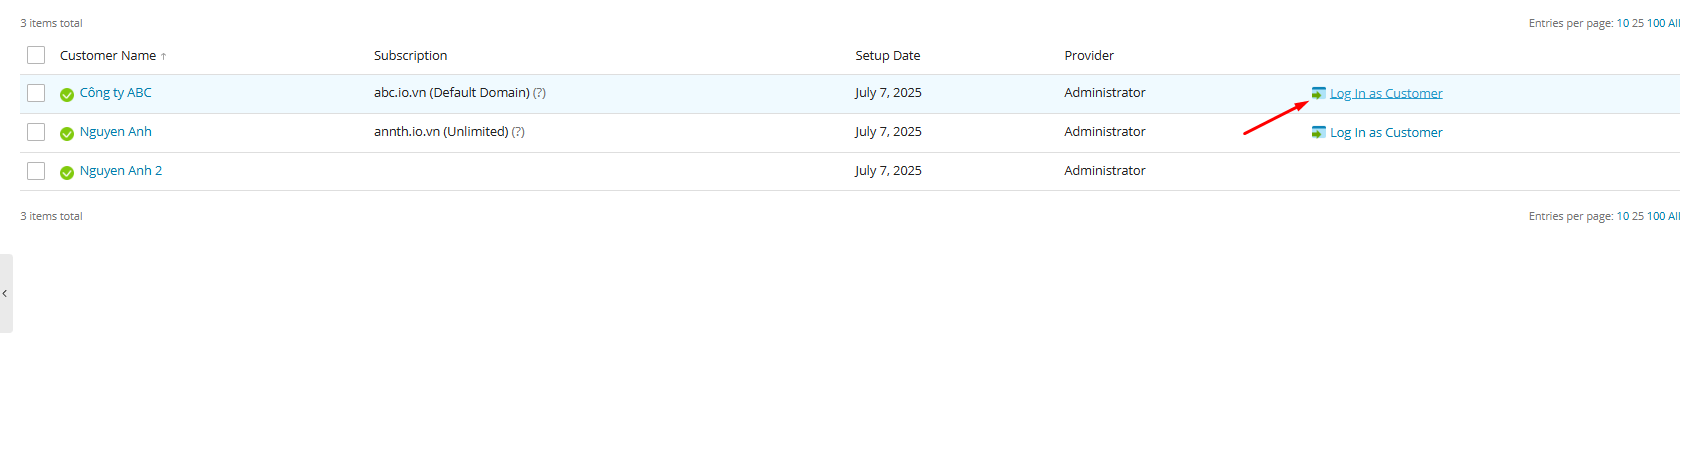 3 items total Entries per page: 10 25 100 All
Customer Name ↑ Subscription Setup Date Provider
Công ty ABC abc.io.vn (Default Domain) (?) July 7, 2025 Administrator Log In as Customer
Nguyen Anh annth.io.vn (Unlimited) (?) July 7, 2025 Administrator Log In as Customer
Nguyen Anh 2 July 7, 2025 Administrator
3 items total Entries per page: 10 25 100 All